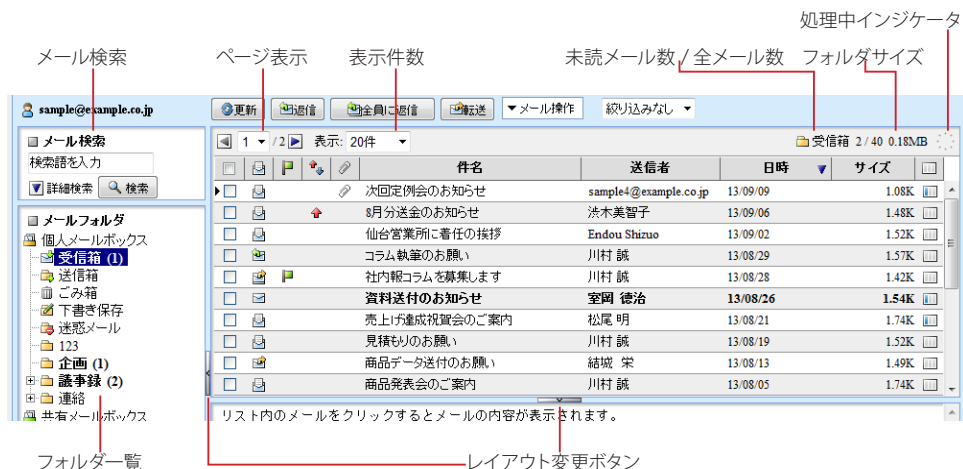 処理中インジケータ
メール検索 ページ表示 表示件数 未読メール数 / 全メール数 フォルダサイズ
sample@example.co.jp 更新 返信 全員に返信 転送 ▼メール操作 絞り込みなし ▼
メール検索
検索語を入力
詳細検索 検索
メールフォルダ
個人メールボックス
受信箱 (1)
送信箱
ごみ箱
下書き保存
迷惑メール
123
企画 (1)
議事録 (2)
連絡
共有メールボックス
1 ▼ / 2 表示: 20件 ▼ 受信箱 2 / 40 0.18MB
件名 送信者 日時 ▼ サイズ
次回定例会のお知らせ sample4@example.co.jp 13/09/09 1.08K
8月分送金のお知らせ 渋木美智子 13/09/06 1.48K
仙台営業所に着任の挨拶 Endou Shizuo 13/09/02 1.52K
コラム執筆のお願い 川村 誠 13/08/29 1.57K
社内報コラムを募集します 川村 誠 13/08/28 1.42K
資料送付のお知らせ 室岡 徳治 13/08/26 1.54K
売上げ達成祝賀会のご案内 松尾 明 13/08/21 1.74K
見積もりのお願い 川村 誠 13/08/19 1.52K
商品データ送付のお願い 結城 栄 13/08/13 1.49K
商品発表会のご案内 川村 誠 13/08/05 1.74K
リスト内のメールをクリックするとメールの内容が表示されます。
フォルダ一覧 レイアウト変更ボタン